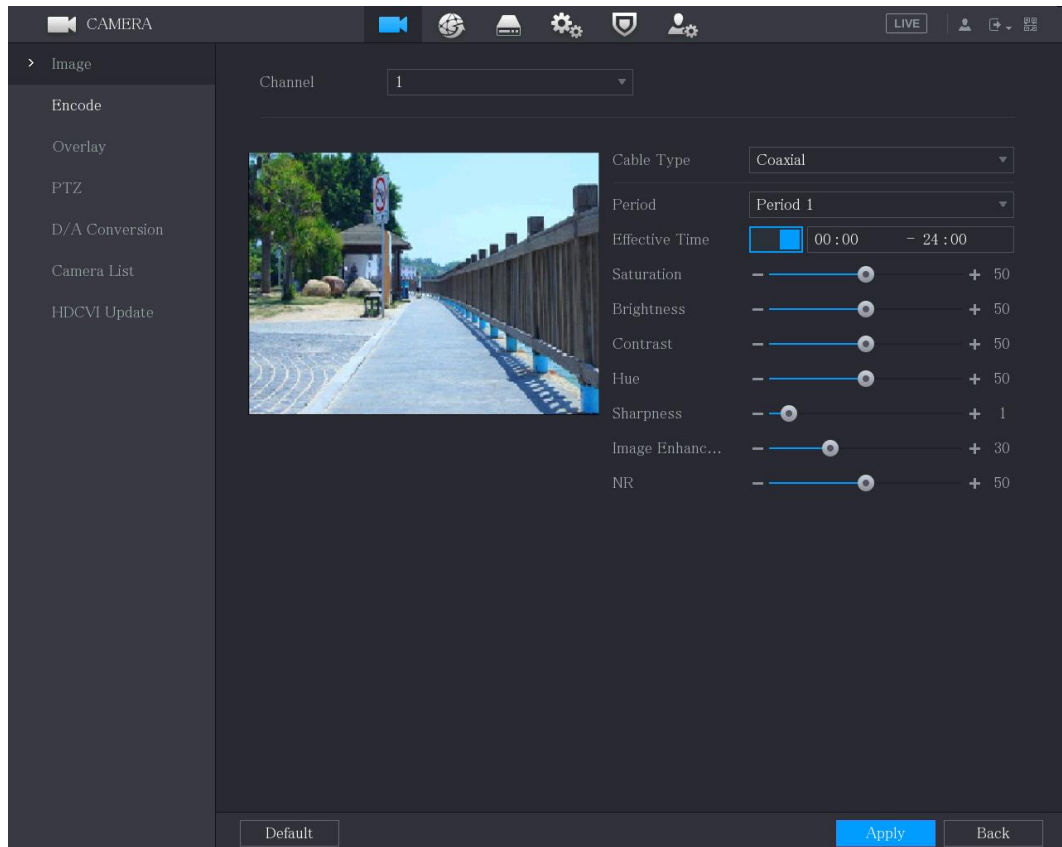 CAMERA
LIVE
Image
Encode
Overlay
PTZ
D/A Conversion
Camera List
HDCVI Update
Channel 1
Cable Type Coaxial
Period Period 1
Effective Time 00:00 - 24:00
Saturation 50
Brightness 50
Contrast 50
Hue 50
Sharpness 1
Image Enhanc... 30
NR 50
Default Apply Back